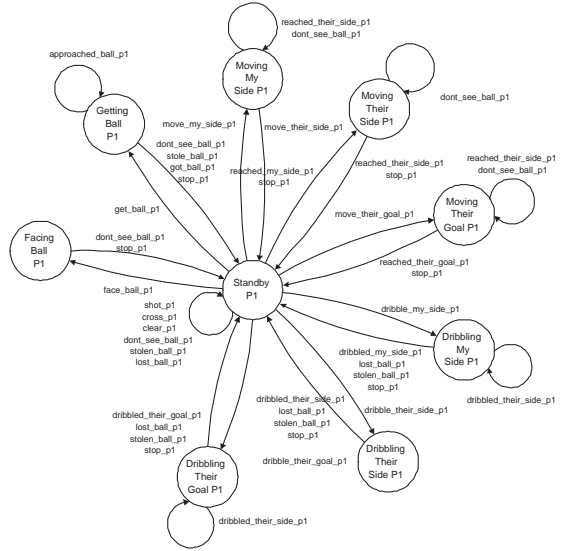 reached_their_side_p1
dont_see_ball_p1
approached_ball_p1
Moving
My
Side P1
Getting
Ball
P1
Moving
Their
Side P1
dont_see_ball_p1
move_my_side_p1
move_their_side_p1
dont_see_ball_p1
stole_ball_p1
got_ball_p1
stop_p1
reached_my_side_p1
stop_p1
reached_their_side_p1
stop_p1
reached_their_side_p1
dont_see_ball_p1
Moving
Their
Goal P1
get_ball_p1
move_their_goal_p1
Facing
Ball
P1
dont_see_ball_p1
stop_p1
reached_their_goal_p1
stop_p1
face_ball_p1
Standby
P1
shot_p1
cross_p1
clear_p1
dont_see_ball_p1
stolen_ball_p1
lost_ball_p1
dribble_my_side_p1
Dribbling
My
Side P1
dribbled_my_side_p1
lost_ball_p1
stolen_ball_p1
stop_p1
dribbled_their_side_p1
dribbled_their_side_p1
lost_ball_p1
stolen_ball_p1
stop_p1
dribble_their_side_p1
dribbled_their_goal_p1
lost_ball_p1
stolen_ball_p1
stop_p1
dribble_their_goal_p1
Dribbling
Their
Side P1
Dribbling
Their
Goal P1
dribbled_their_side_p1